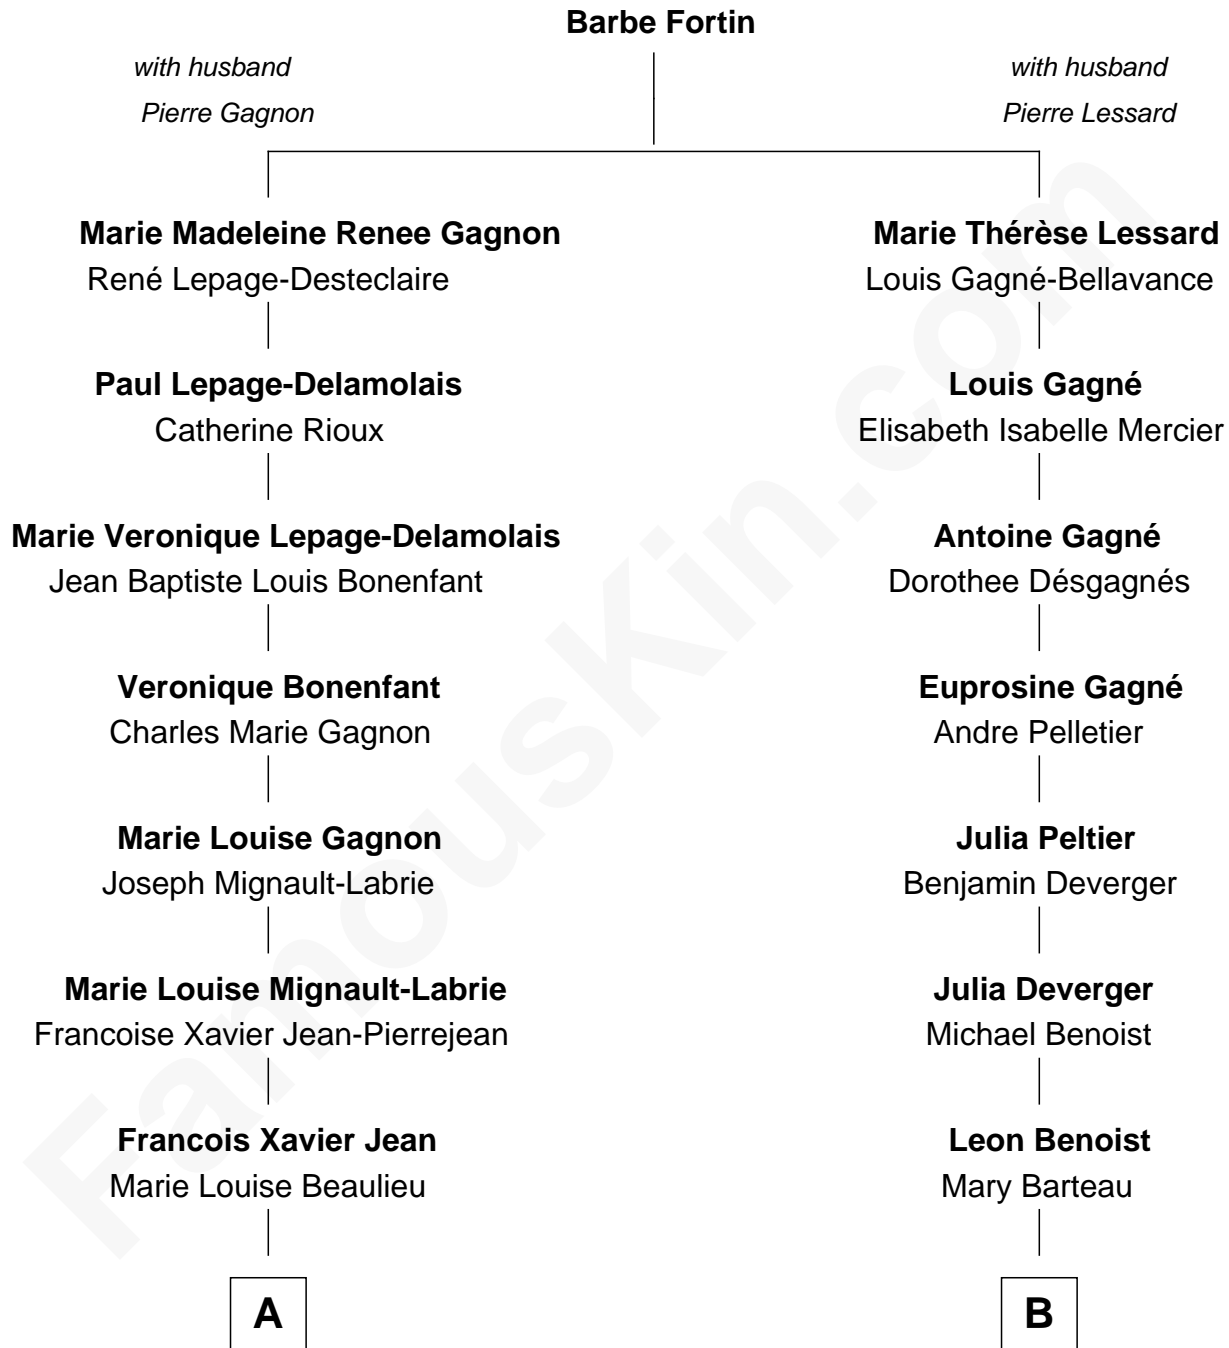 Barbe Fortin
with husband
Pierre Gagnon
with husband
Pierre Lessard
Marie Madeleine Renee Gagnon
René Lepage-Desteclaire
Marie Thérèse Lessard
Louis Gagné-Bellavance
Paul Lepage-Delamolais
Catherine Rioux
Louis Gagné
Elisabeth Isabelle Mercier
Marie Veronique Lepage-Delamolais
Jean Baptiste Louis Bonenfant
Antoine Gagné
Dorothee Désgagnés
Veronique Bonenfant
Charles Marie Gagnon
Euprosine Gagné
Andre Pelletier
Marie Louise Gagnon
Joseph Mignault-Labrie
Julia Peltier
Benjamin Deverger
Marie Louise Mignault-Labrie
Francoise Xavier Jean-Pierrejean
Julia Deverger
Michael Benoist
Francois Xavier Jean
Marie Louise Beaulieu
Leon Benoist
Mary Barteau
A
B
FamousKin.com